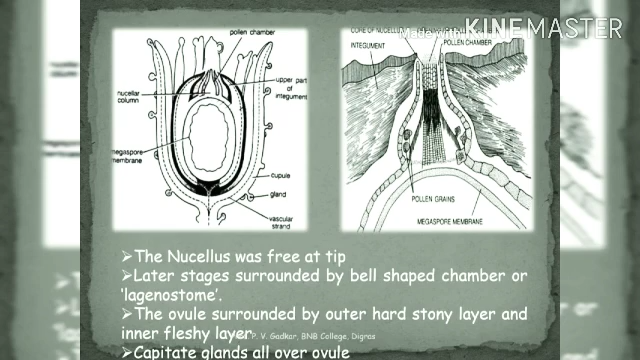 Made with
KINEMASTER
pollen chamber
nucellar
column
upper part
of
integument
megaspore
membrane
cupule
gland
vascular
strand
CORE OF NUCELLUS
INTEGUMENT
POLLEN CHAMBER
POLLEN GRAINS
MEGASPORE MEMBRANE
➢The Nucellus was free at tip
➢Later stages surrounded by bell shaped chamber or
'lagenostome'.
➢The ovule surrounded by outer hard stony layer and
inner fleshy layer
P. V. Gadkar, BNB College, Digras
➢Capitate glands all over ovule